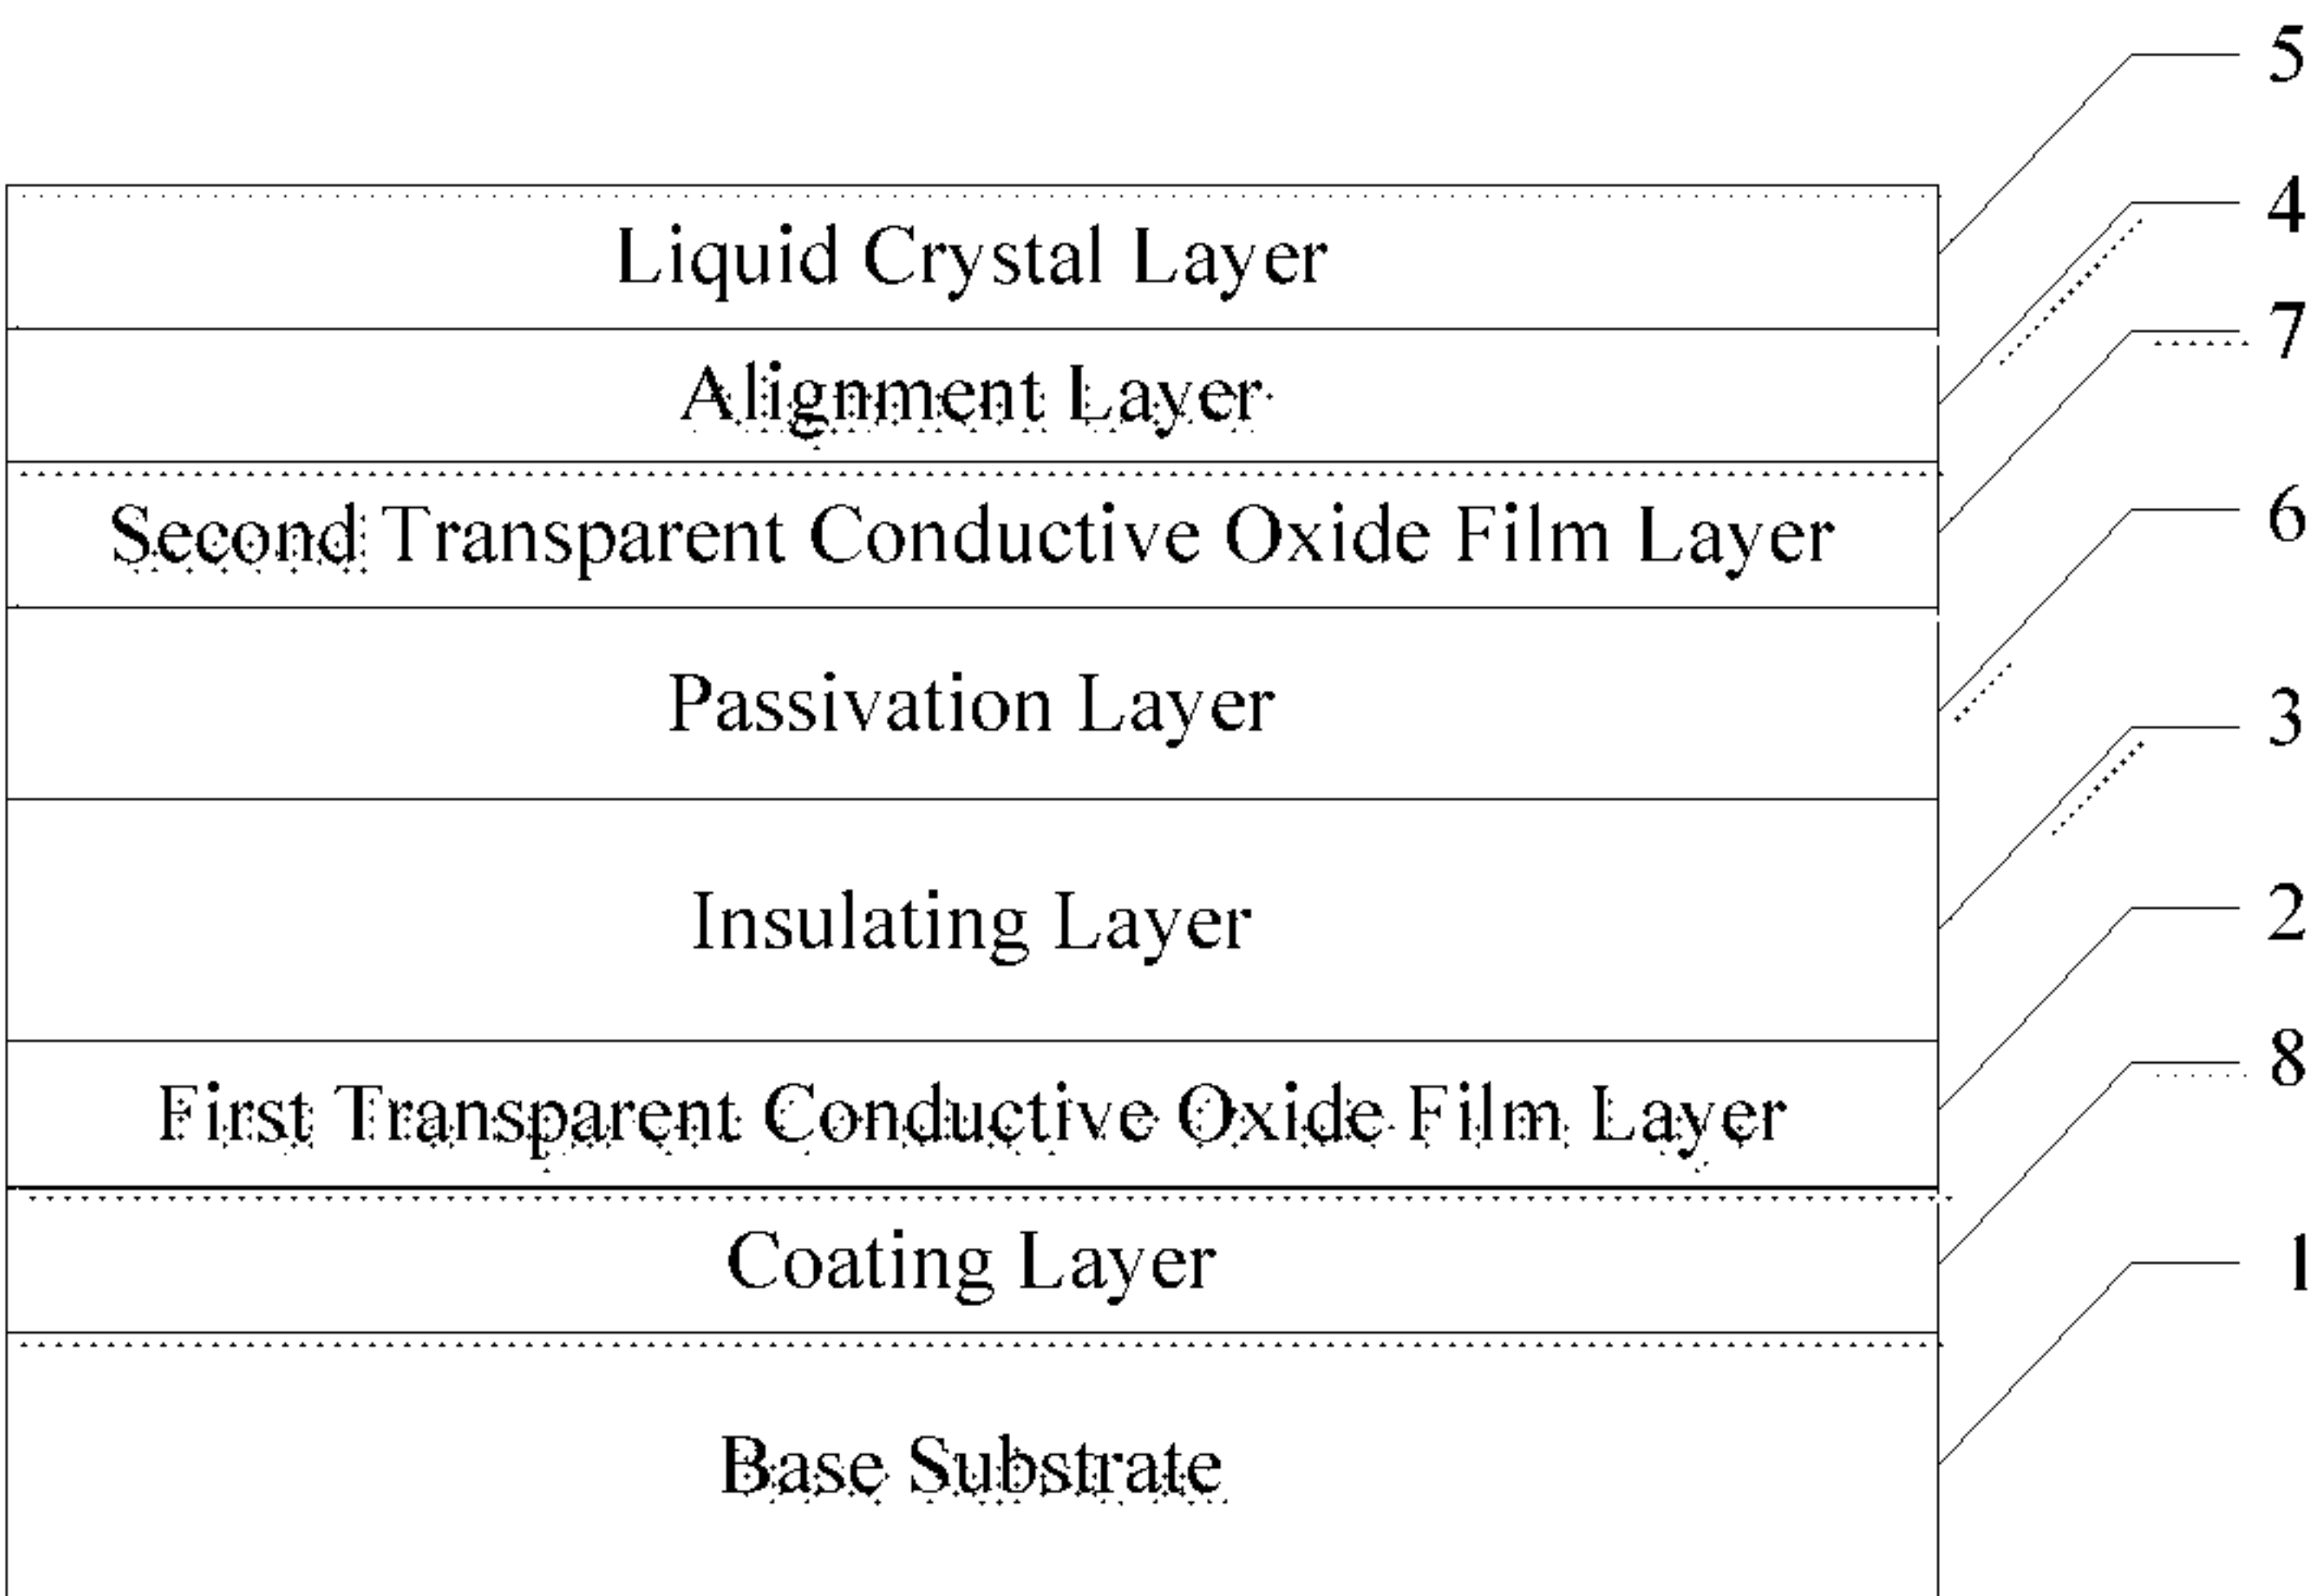 5
Liquid Crystal Layer
4
Alignment Layer
7
Second Transparent Conductive Oxide Film Layer
6
Passivation Layer
3
Insulating Layer
2
First Transparent Conductive Oxide Film Layer
8
Coating Layer
1
Base Substrate